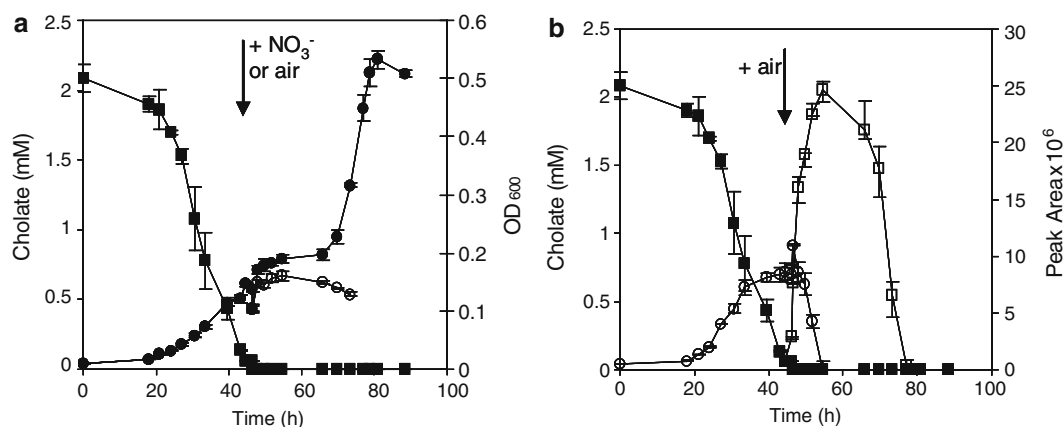 a
+ NO₃⁻
or air
Cholate (mM)
2.5
2
1.5
1
0.5
0
OD₆₀₀
0.6
0.5
0.4
0.3
0.2
0.1
0
0 20 40 60 80 100
Time (h)
b
+ air
Cholate (mM)
2.5
2
1.5
1
0.5
0
Peak Area x 10⁶
30
25
20
15
10
5
0
0 20 40 60 80 100
Time (h)